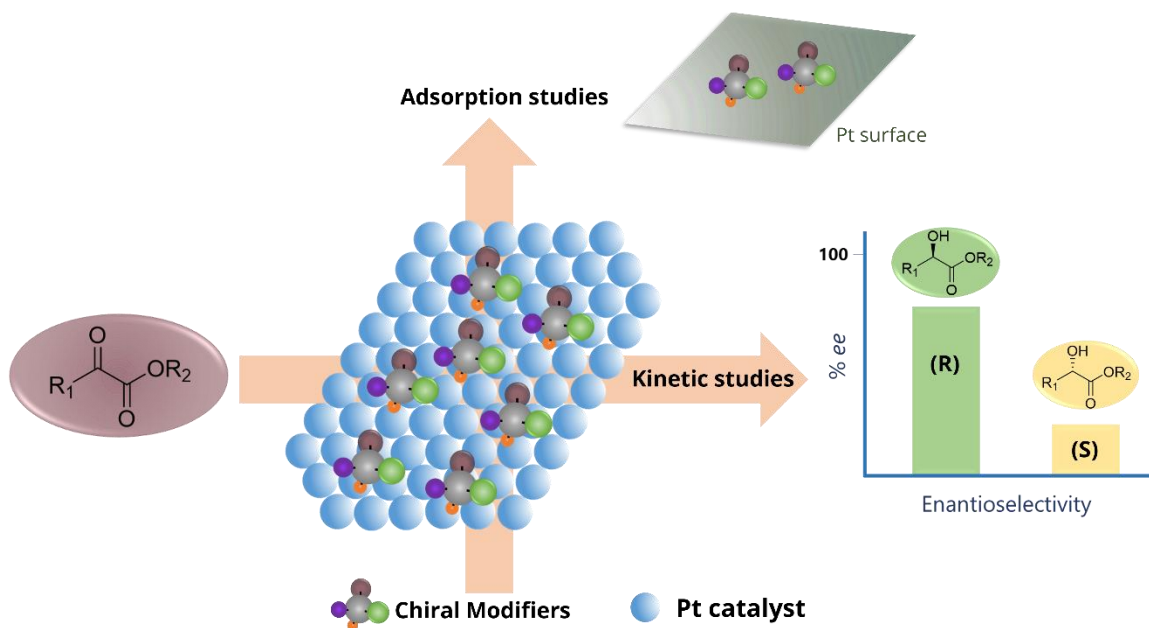 Adsorption studies
Pt surface
O
R1
OR2
O
Kinetic studies
% ee
100
OH
R1
OR2
O
(R)
OH
R1
OR2
O
(S)
Enantioselectivity
Chiral Modifiers
Pt catalyst